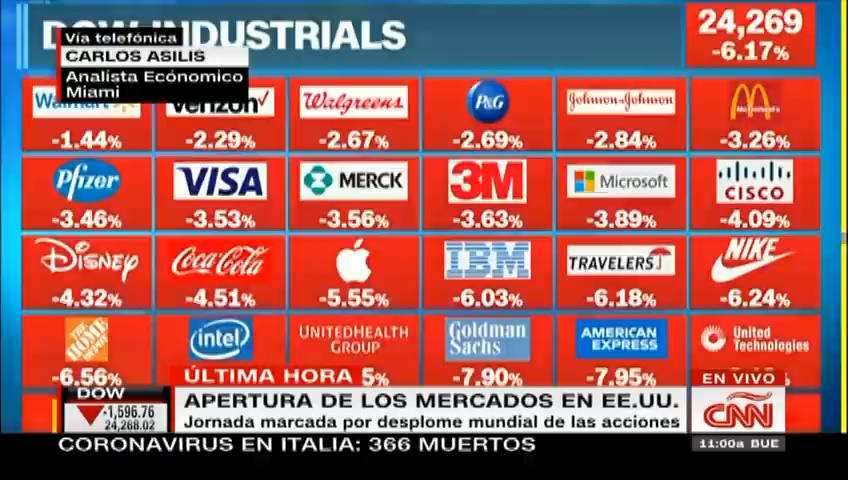 DOW INDUSTRIALS
24,269
-6.17%
Vía telefónica
CARLOS ASILIS
Analista Ecónomico
Miami
Walmart
verizon
Walgreens
P&G
Johnson & Johnson
McDonald's
-1.44%
-2.29%
-2.67%
-2.69%
-2.84%
-3.26%
Pfizer
VISA
MERCK
3M
Microsoft
CISCO
-3.46%
-3.53%
-3.56%
-3.63%
-3.89%
-4.09%
Disney
Coca-Cola
IBM
TRAVELERS
NIKE
-4.32%
-4.51%
-5.55%
-6.03%
-6.18%
-6.24%
THE HOME DEPOT
intel
UNITEDHEALTH GROUP
Goldman Sachs
AMERICAN EXPRESS
United Technologies
-6.56%
5%
-7.90%
-7.95%
ÚLTIMA HORA
EN VIVO
DOW
-1,596.76
24,268.02
APERTURA DE LOS MERCADOS EN EE.UU.
Jornada marcada por desplome mundial de las acciones
CNN
CORONAVIRUS EN ITALIA: 366 MUERTOS
11:00a BUE